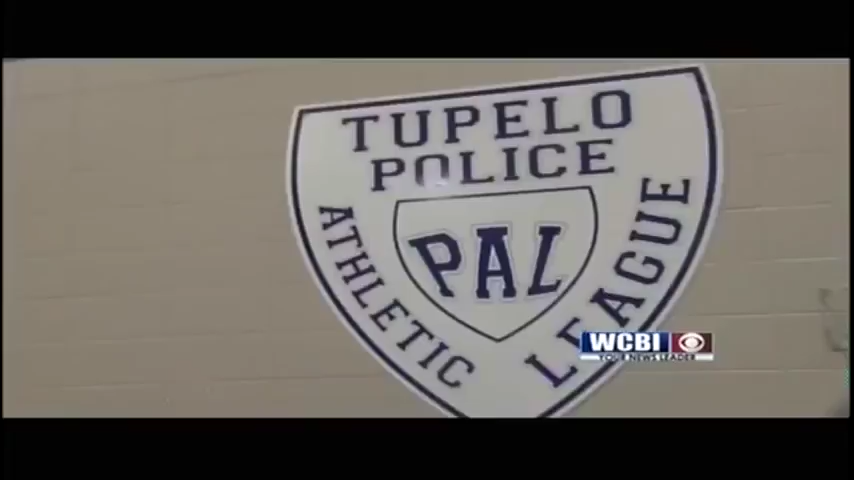 TUPELO
POLICE
PAL
ATHLETIC
LEAGUE
WCBI
YOUR NEWS LEADER